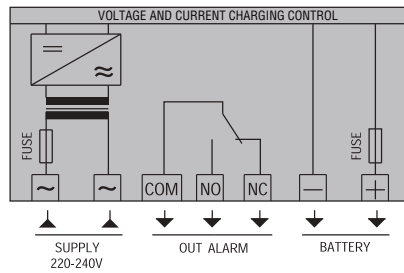 VOLTAGE AND CURRENT CHARGING CONTROL
FUSE
FUSE
~ ~ COM NO NC — +
SUPPLY OUT ALARM BATTERY
220-240V